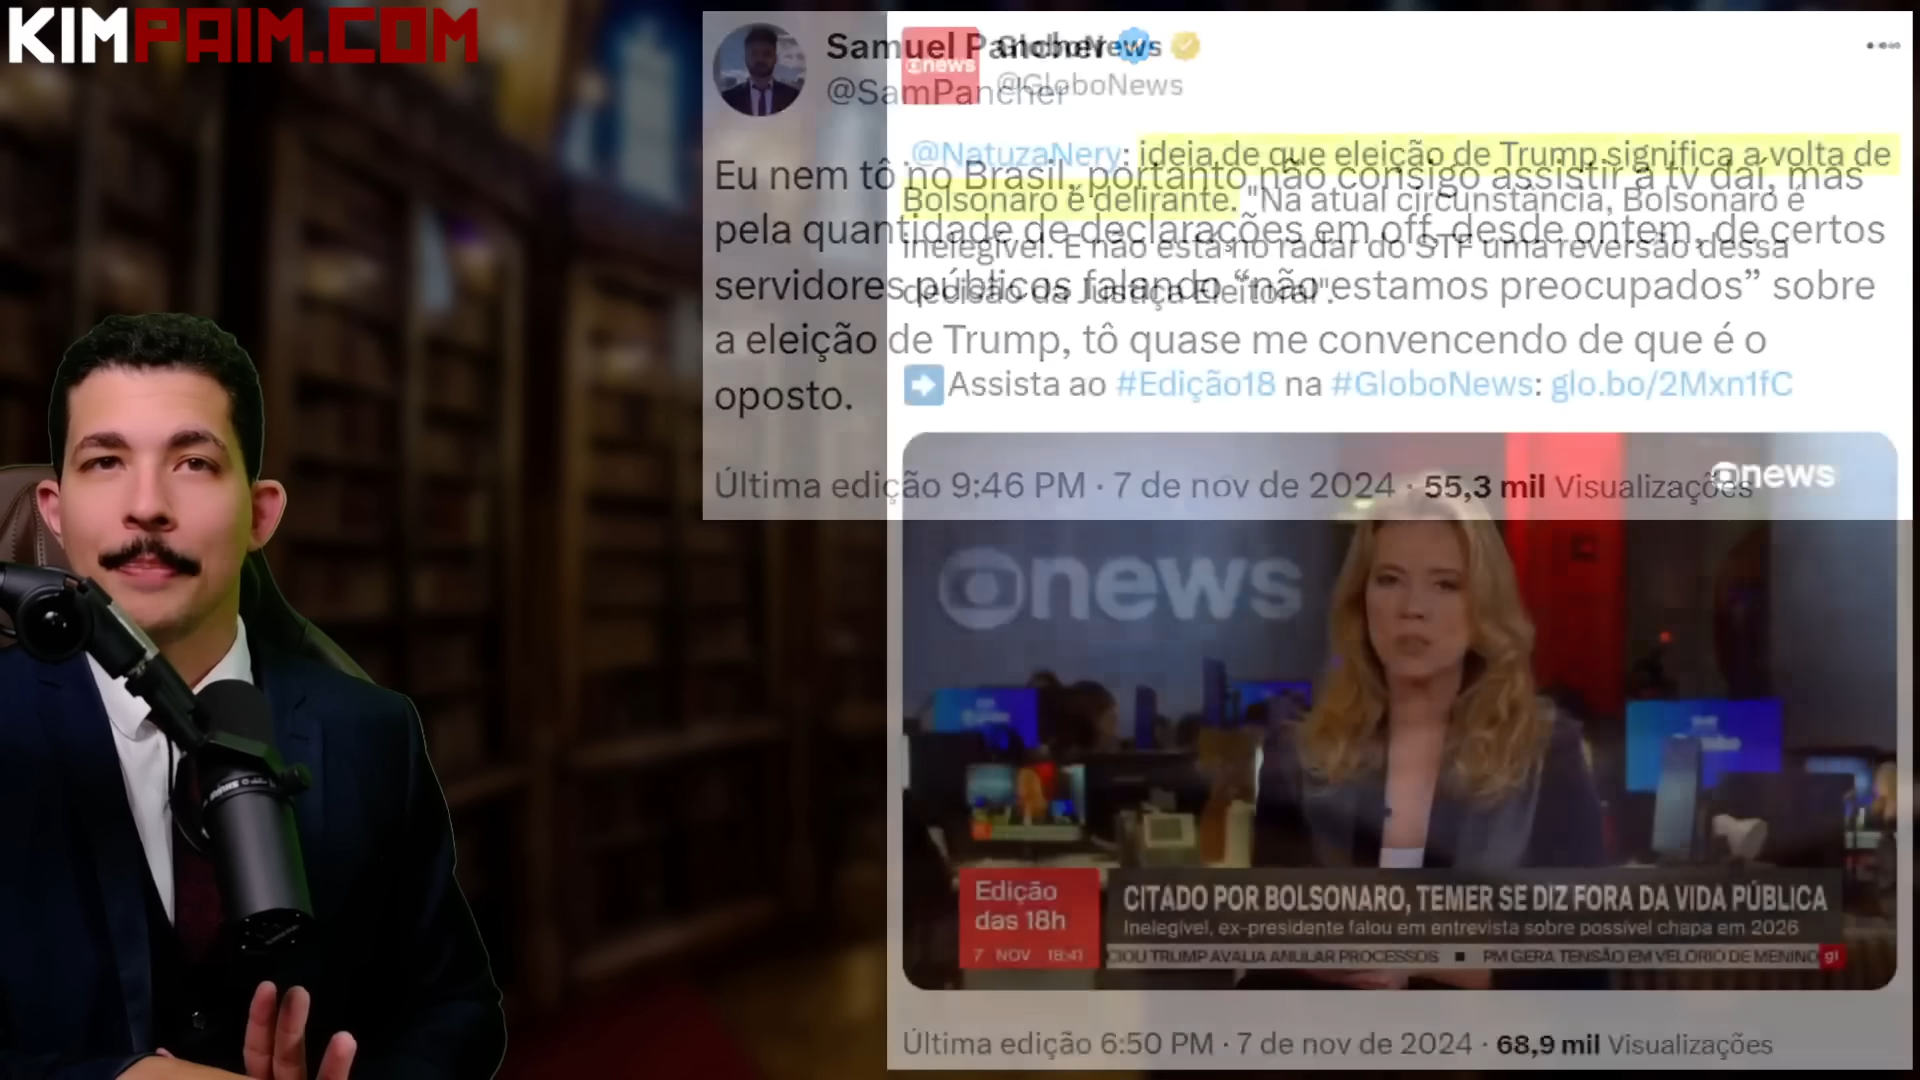 KIMPAIM.COM
Samuel Pancher
@SamPancher
Eu nem tô no Brasil, portanto não consigo assistir a tv daí, mas
pela quantidade de declarações em off desde ontem, de certos
servidores públicos falando “não estamos preocupados” sobre
a eleição de Trump, tô quase me convencendo de que é o
oposto.
Última edição 9:46 PM · 7 de nov de 2024 · 55,3 mil Visualizações
GloboNews
@GloboNews
@NatuzaNery: ideia de que eleição de Trump significa a volta de
Bolsonaro é delirante. "Na atual circunstância, Bolsonaro é
inelegível. E não está no radar do STF uma reversão dessa
decisão da Justiça Eleitoral".
➡Assista ao #Edição18 na #GloboNews: glo.bo/2Mxn1fC
news
news
news
Edição
das 18h
7 NOV 18:41
CITADO POR BOLSONARO, TEMER SE DIZ FORA DA VIDA PÚBLICA
Inelegível, ex-presidente falou em entrevista sobre possível chapa em 2026
CIOU TRUMP AVALIA ANULAR PROCESSOS ■ PM GERA TENSÃO EM VELÓRIO DE MENINO
g1
Última edição 6:50 PM · 7 de nov de 2024 · 68,9 mil Visualizações